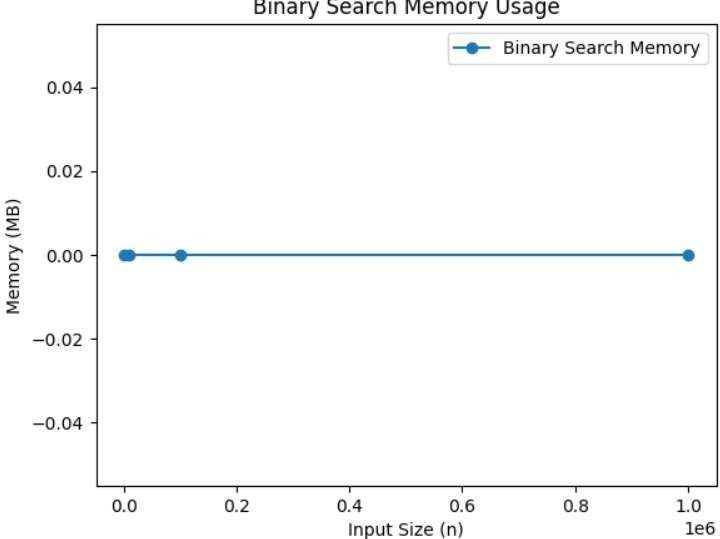 Binary Search Memory Usage
Binary Search Memory
0.04
0.02
0.00
−0.02
−0.04
Memory (MB)
0.0 0.2 0.4 0.6 0.8 1.0
1e6
Input Size (n)